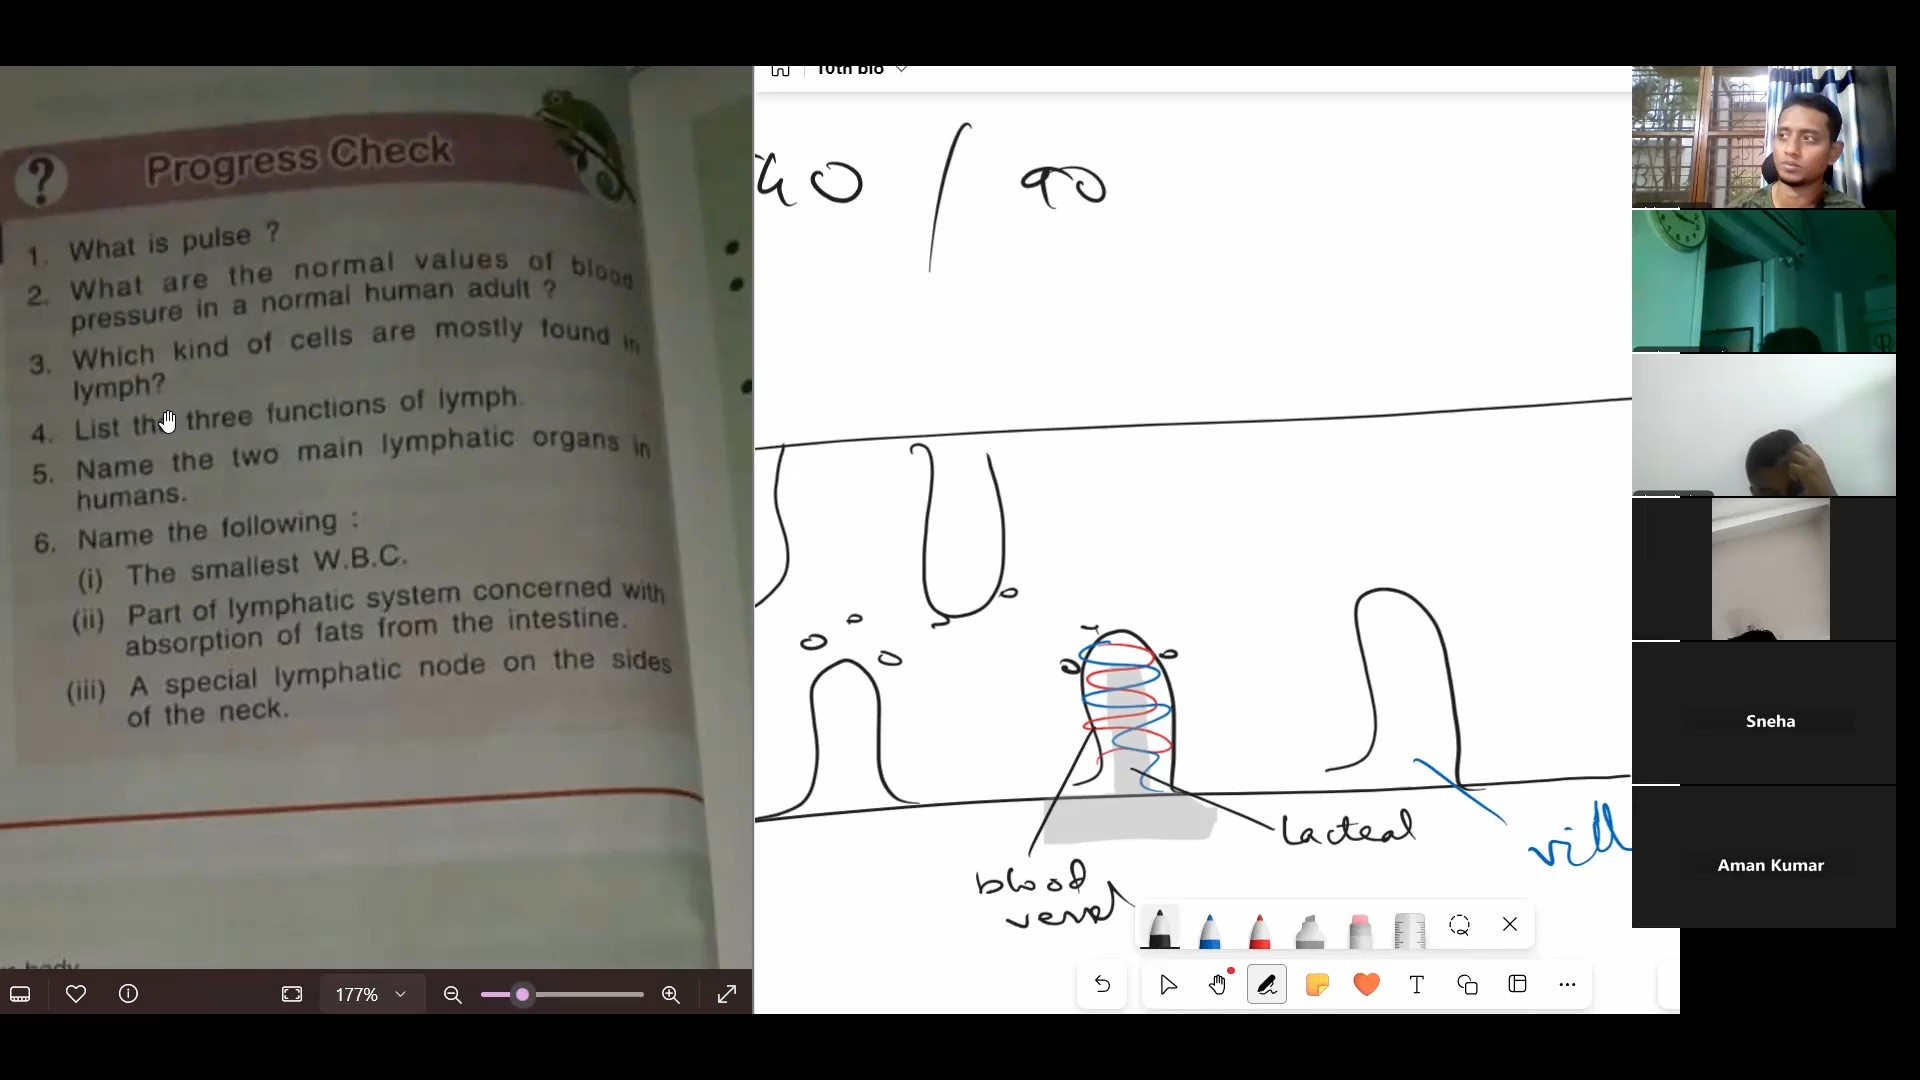 ?
Progress Check
1. What is pulse ?
2. What are the normal values of blood
pressure in a normal human adult ?
3. Which kind of cells are mostly found in
lymph?
4. List the three functions of lymph.
5. Name the two main lymphatic organs in
humans.
6. Name the following :
(i) The smallest W.B.C.
(ii) Part of lymphatic system concerned with
absorption of fats from the intestine.
(iii) A special lymphatic node on the sides
of the neck.
body
177%
10th bio
40 / 90
Lacteal
vill
blood
vessel
T
Sneha
Aman Kumar